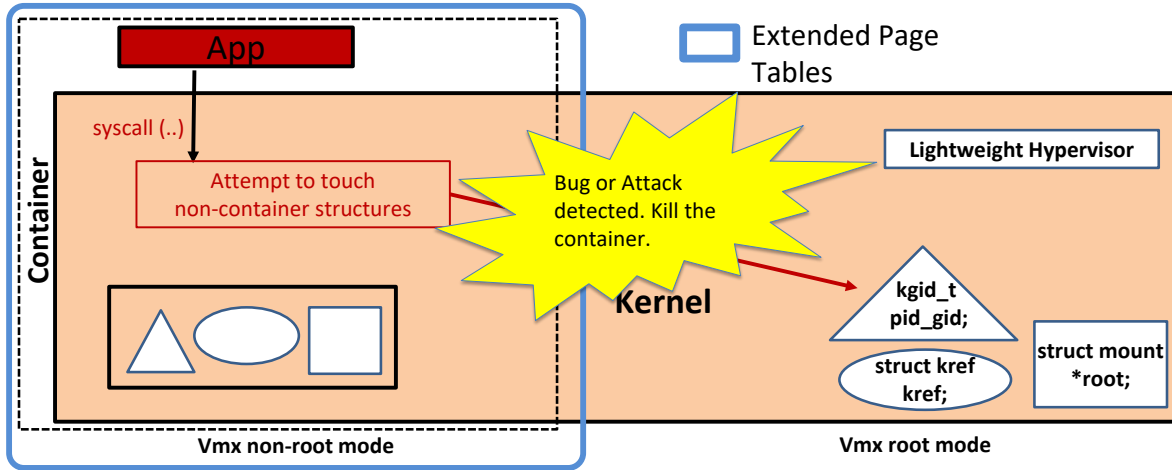 App
Extended Page
Tables
syscall (..)
Lightweight Hypervisor
Attempt to touch
non-container structures
Bug or Attack
detected. Kill the
container.
Container
Kernel
kgid_t
pid_gid;
struct kref
kref;
struct mount
*root;
Vmx non-root mode
Vmx root mode